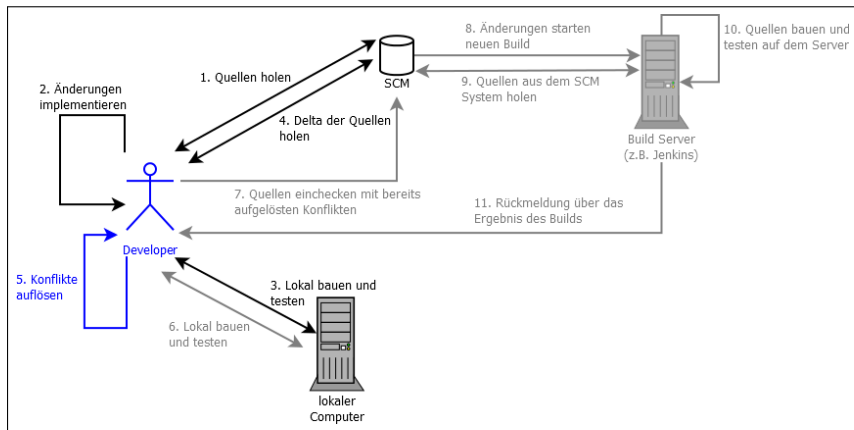 1. Quellen holen
SCM
2. Änderungen
implementieren
4. Delta der Quellen
holen
8. Änderungen starten
neuen Build
9. Quellen aus dem SCM
System holen
10. Quellen bauen und
testen auf dem Server
Build Server
(z.B. Jenkins)
7. Quellen einchecken mit bereits
aufgelösten Konflikten
11. Rückmeldung über das
Ergebnis des Builds
Developer
5. Konflikte
auflösen
3. Lokal bauen und
testen
6. Lokal bauen
und testen
lokaler
Computer